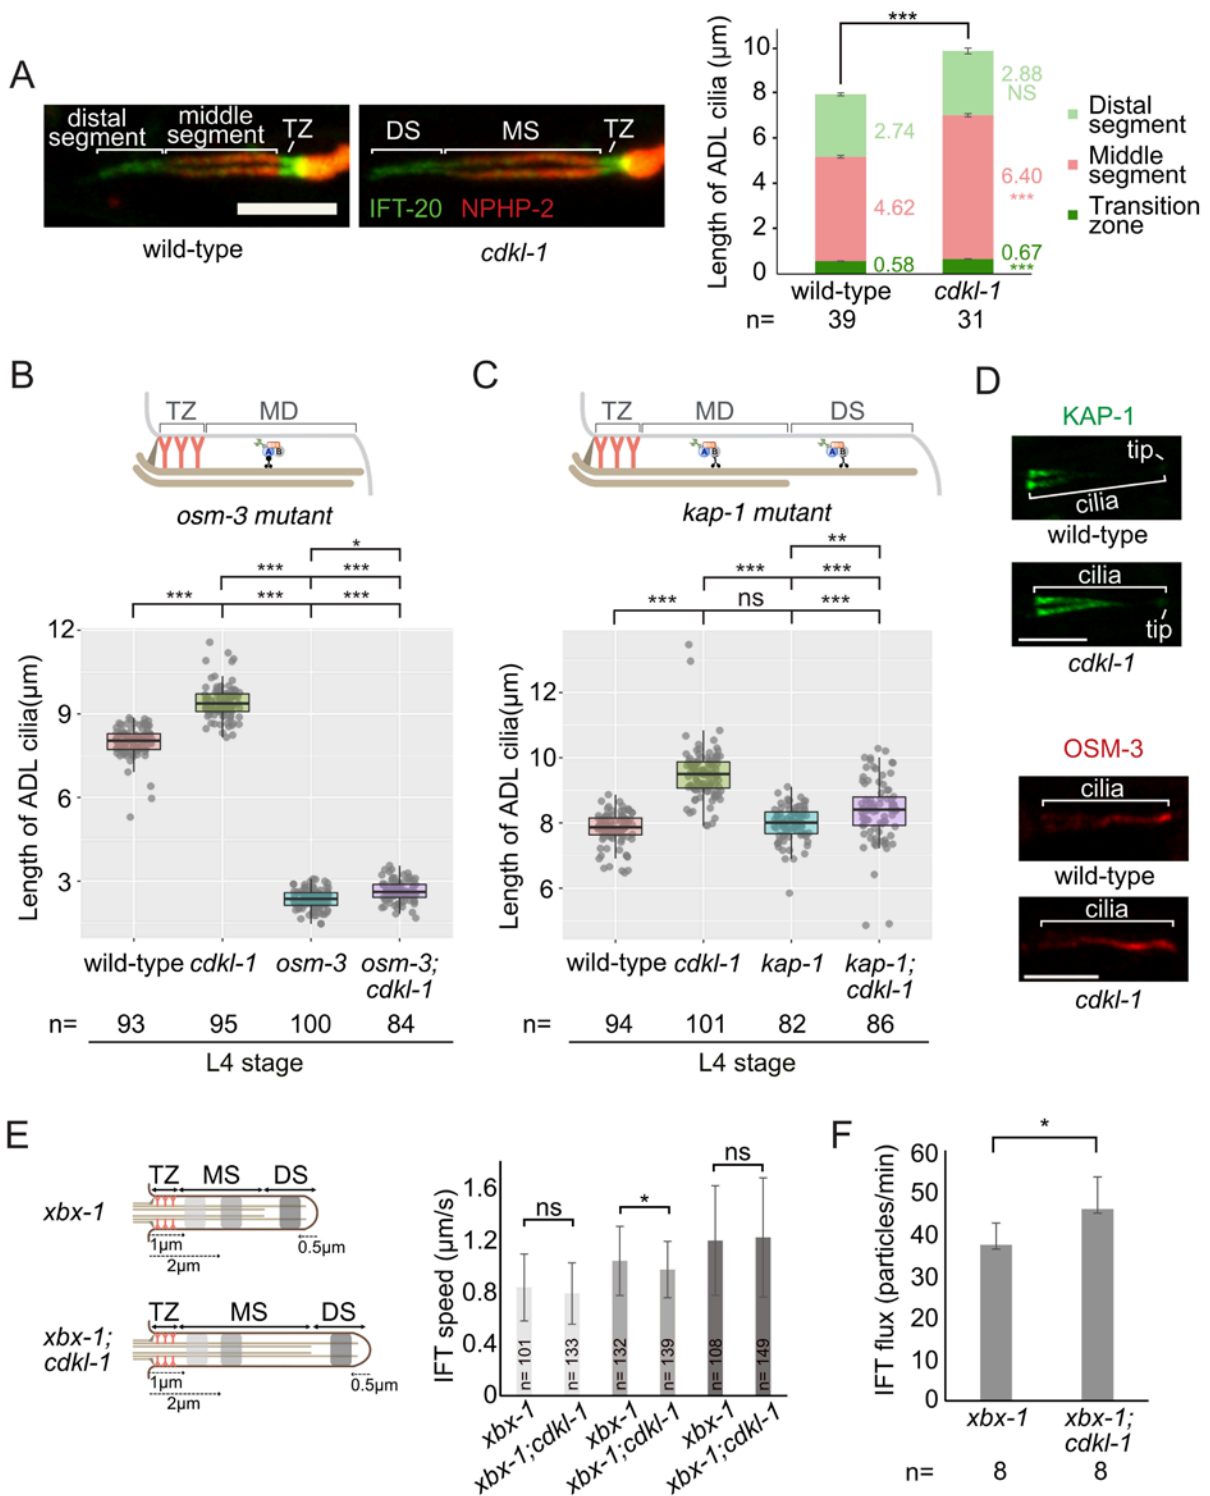 A
distal
segment
middle
segment
TZ
DS
MS
TZ
IFT-20
NPHP-2
wild-type
cdkl-1
Length of ADL cilia (μm)
10
8
6
4
2
0
***
2.74
4.62
0.58
2.88
NS
6.40
***
0.67
***
wild-type
cdkl-1
n=
39
31
Distal
segment
Middle
segment
Transition
zone
B
TZ
MD
A
B
osm-3 mutant
*
***
***
***
***
***
Length of ADL cilia(μm)
12
9
6
3
wild-type
cdkl-1
osm-3
osm-3;
cdkl-1
n=
93
95
100
84
L4 stage
C
TZ
MD
DS
A
B
A
B
kap-1 mutant
**
***
***
***
ns
***
Length of ADL cilia(μm)
12
10
8
6
wild-type
cdkl-1
kap-1
kap-1;
cdkl-1
n=
94
101
82
86
L4 stage
D
KAP-1
tip
cilia
wild-type
cilia
tip
cdkl-1
OSM-3
cilia
wild-type
cilia
cdkl-1
E
TZ
MS
DS
xbx-1
1μm
2μm
0.5μm
TZ
MS
DS
xbx-1;
cdkl-1
1μm
2μm
0.5μm
IFT speed (μm/s)
1.6
1.2
0.8
0.4
0
ns
*
ns
n= 101
n= 133
n= 132
n= 139
n= 108
n= 149
xbx-1
xbx-1;cdkl-1
xbx-1
xbx-1;cdkl-1
xbx-1
xbx-1;cdkl-1
F
IFT flux (particles/min)
60
50
40
30
20
10
0
*
xbx-1
xbx-1;
cdkl-1
n=
8
8